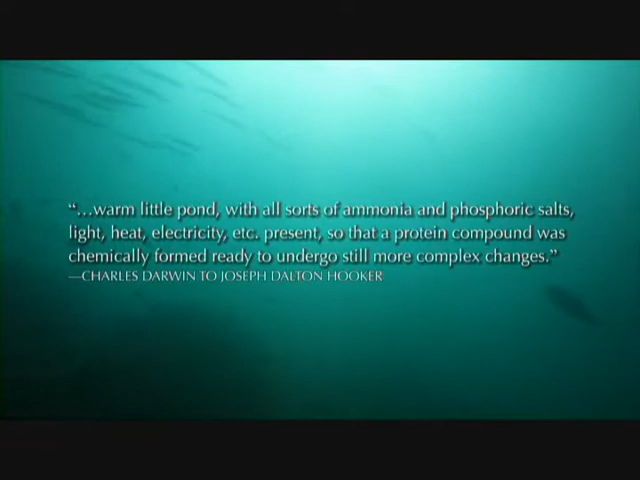 “...warm little pond, with all sorts of ammonia and phosphoric salts,
light, heat, electricity, etc. present, so that a protein compound was
chemically formed ready to undergo still more complex changes.”
—CHARLES DARWIN TO JOSEPH DALTON HOOKER